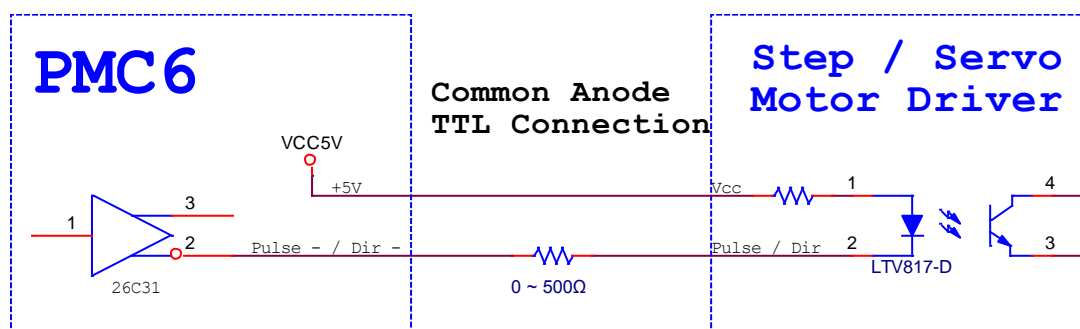 PMC6
Common Anode
TTL Connection
Step / Servo
Motor Driver
VCC5V
+5V
Vcc
1
4
1
3
2
Pulse - / Dir -
Pulse / Dir
2
3
26C31
0 ~ 500Ω
LTV817-D